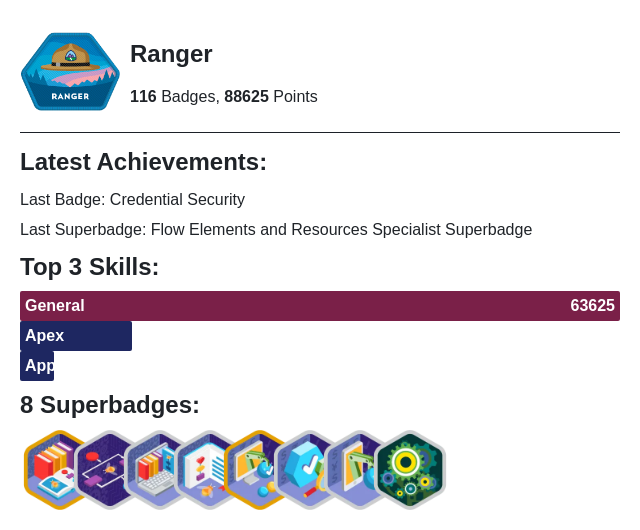 RANGER
Ranger
116 Badges, 88625 Points
Latest Achievements:
Last Badge: Credential Security
Last Superbadge: Flow Elements and Resources Specialist Superbadge
Top 3 Skills:
General 63625
Apex
App
8 Superbadges: